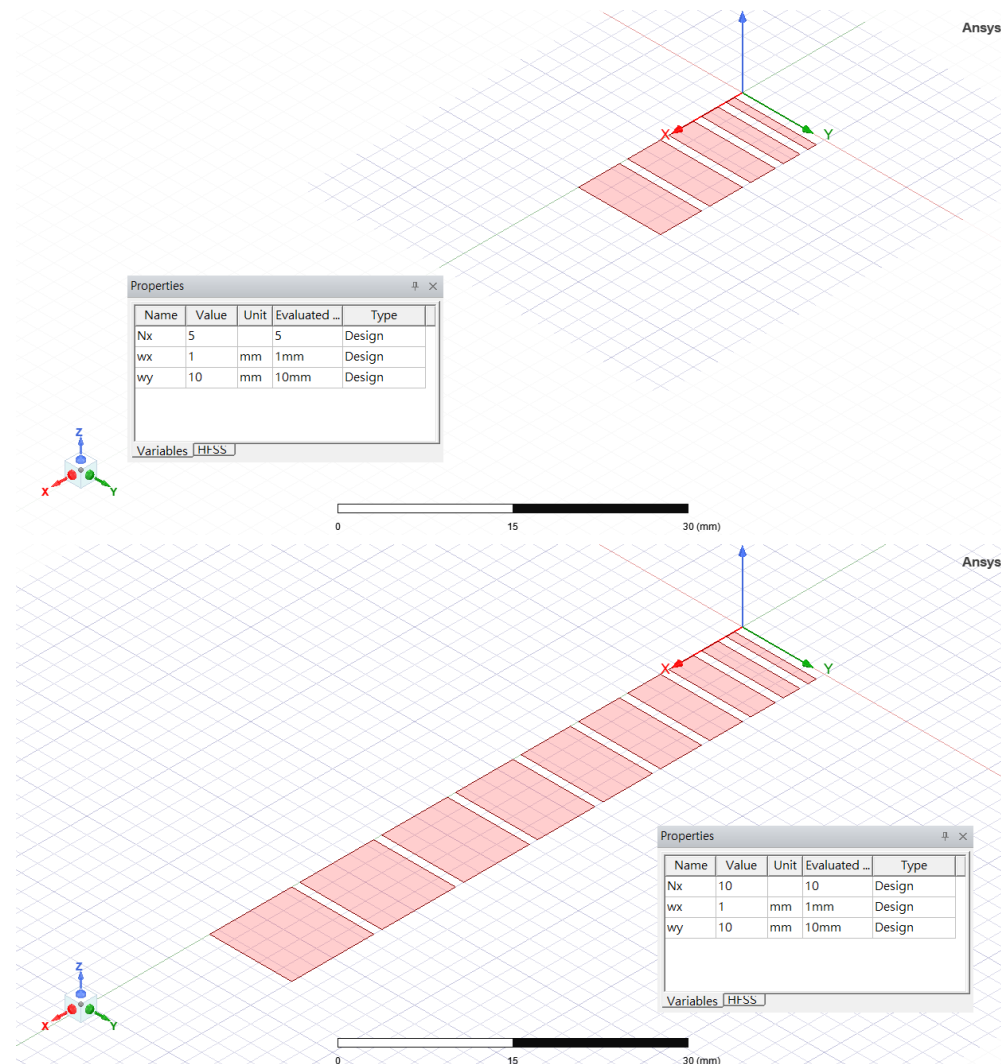 Ansys
X
Y
Properties
Name Value Unit Evaluated ... Type
Nx 5 5 Design
wx 1 mm 1mm Design
wy 10 mm 10mm Design
Variables HFSS
Z
X
Y
0 15 30 (mm)
Ansys
X
Y
Properties
Name Value Unit Evaluated ... Type
Nx 10 10 Design
wx 1 mm 1mm Design
wy 10 mm 10mm Design
Variables HFSS
Z
X
Y
0 15 30 (mm)